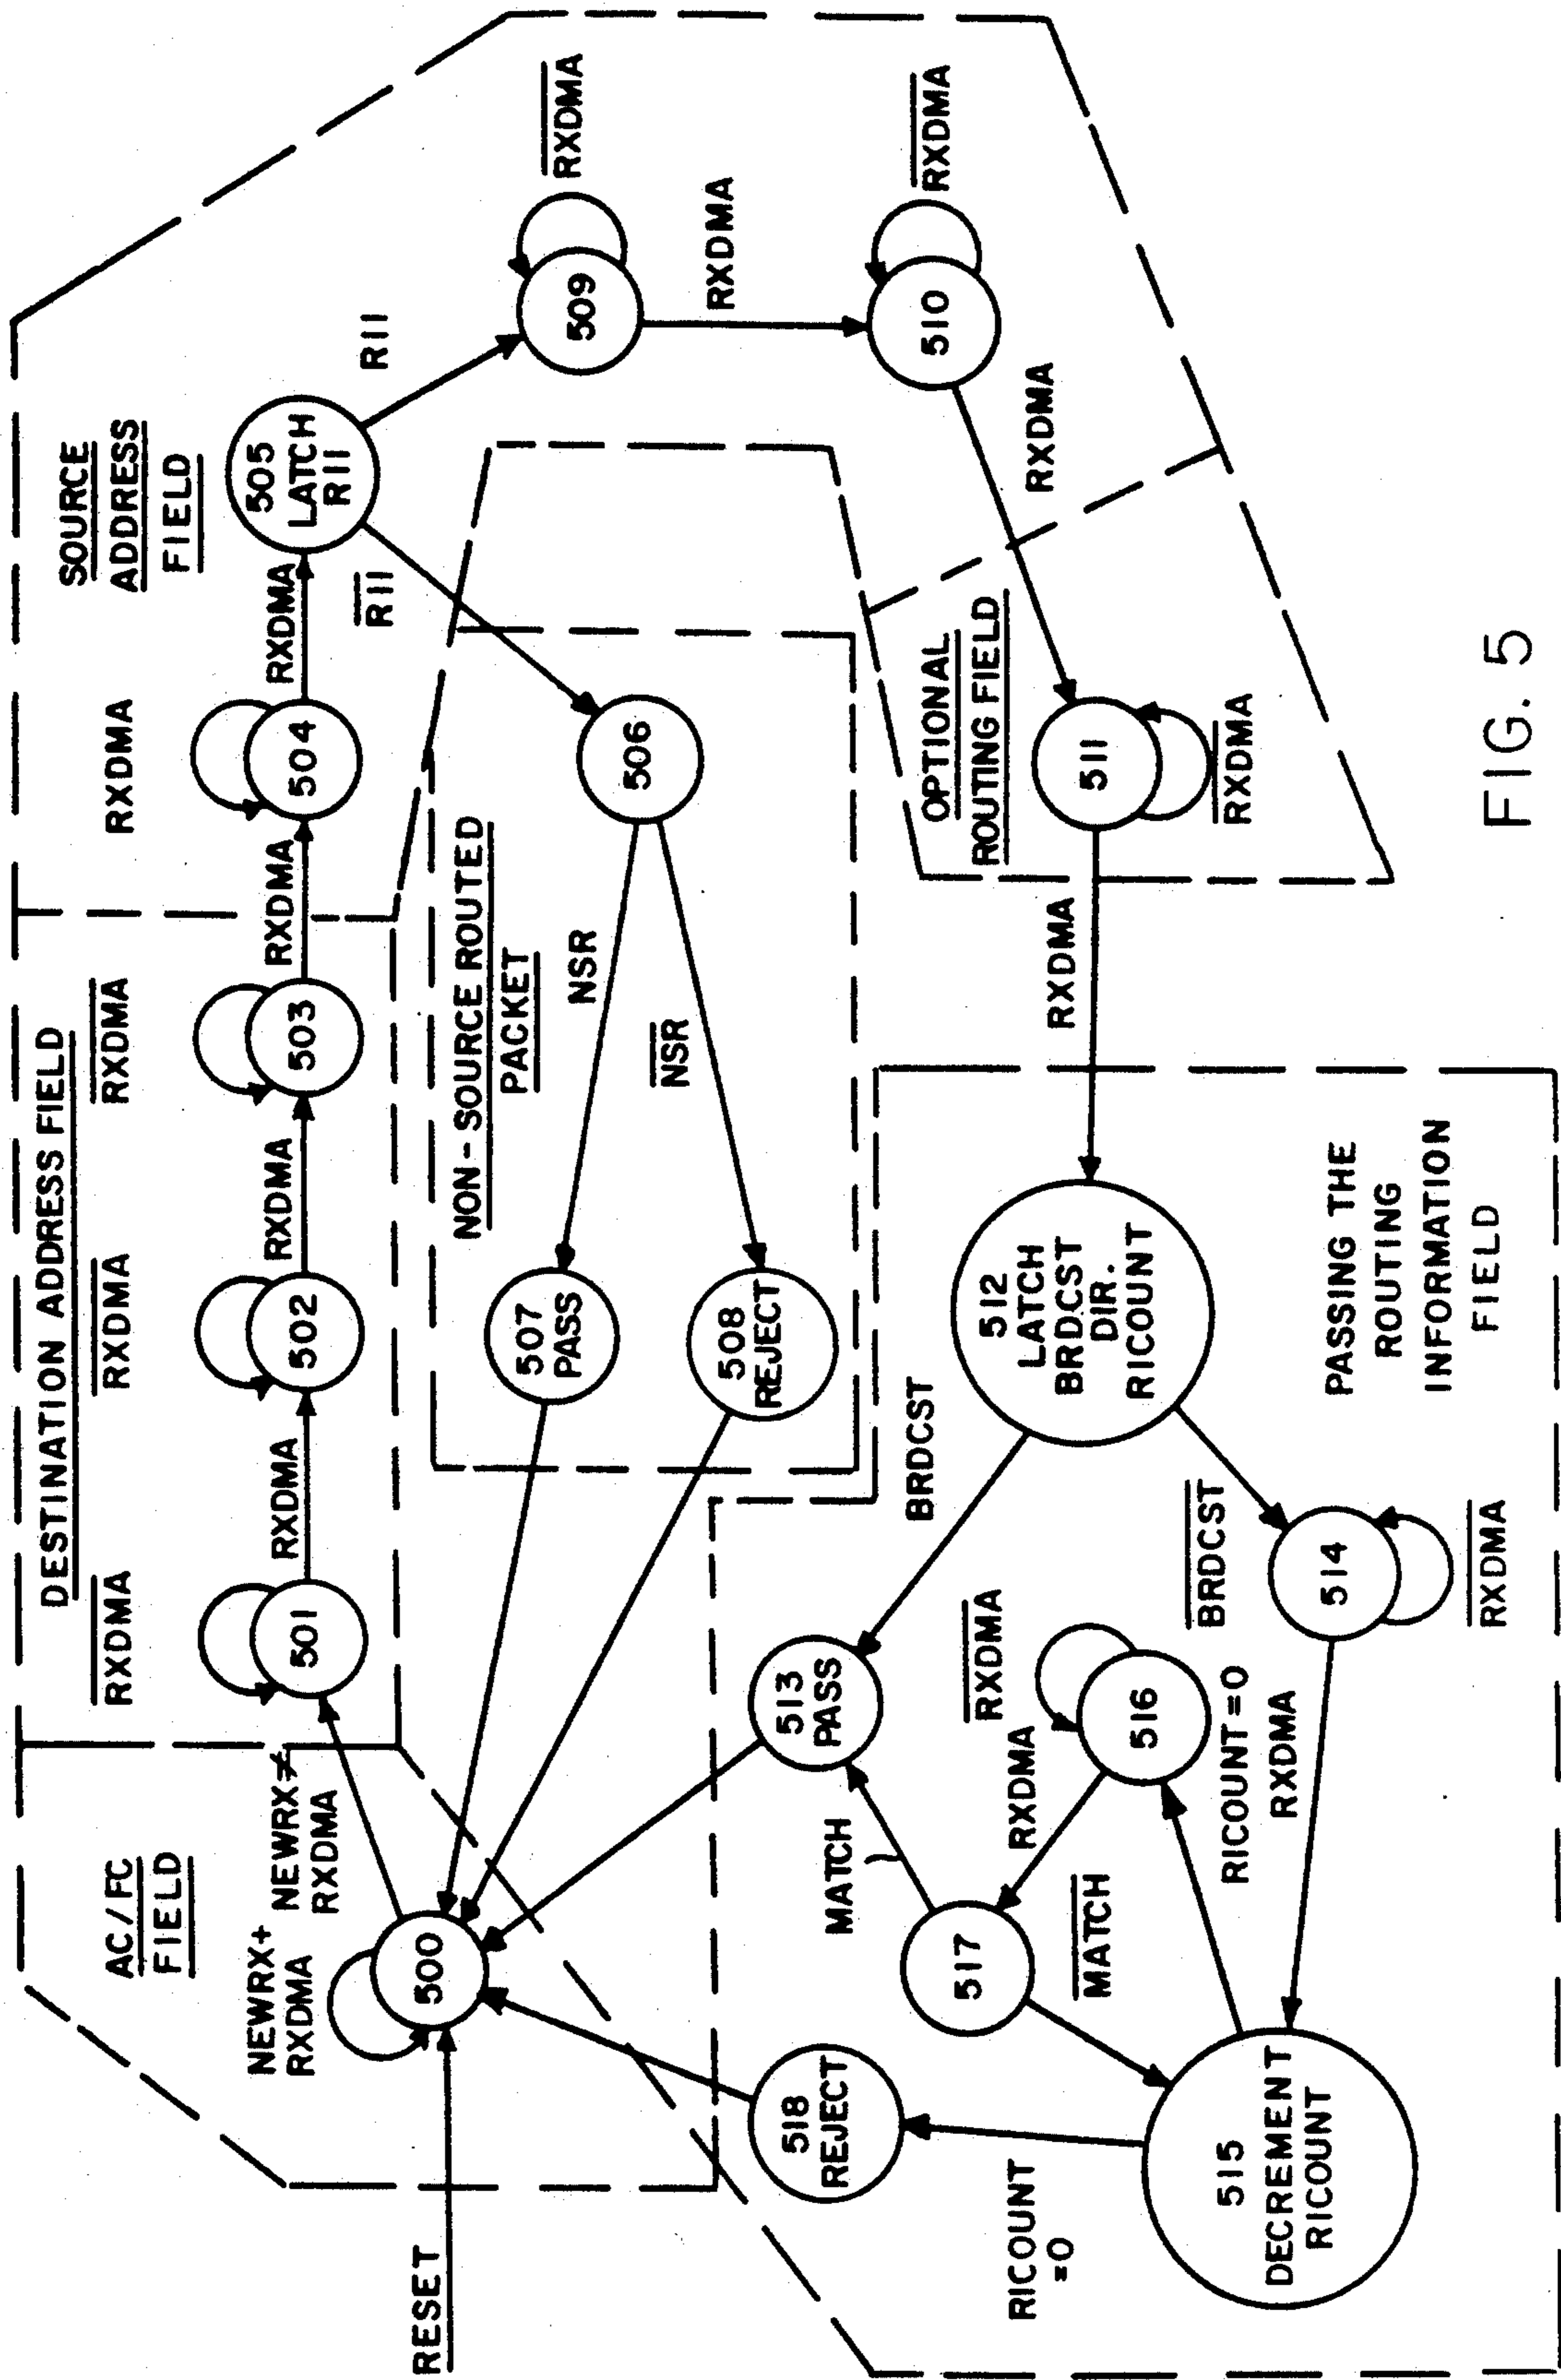 DESTINATION ADDRESS FIELD
SOURCE
ADDRESS
FIELD
AC/FC
FIELD
RXDMA
RXDMA
RXDMA
RXDMA
NEWRX+
RXDMA
NEWRX≠
RXDMA
RESET
500
501
RXDMA
502
RXDMA
503
RXDMA
504
RXDMA
505
LATCH
RII
RII
RII
NON-SOURCE ROUTED
PACKET
506
NSR
NSR
507
PASS
508
REJECT
509
RXDMA
RXDMA
510
RXDMA
RXDMA
OPTIONAL
ROUTING FIELD
511
RXDMA
RXDMA
512
LATCH
BRDCST
DIR.
RICOUNT
BRDCST
BRDCST
513
PASS
514
RXDMA
RXDMA
RICOUNT=0
515
DECREMENT
RICOUNT
516
RXDMA
RXDMA
517
MATCH
MATCH
518
REJECT
RICOUNT
=0
PASSING THE
ROUTING
INFORMATION
FIELD
FIG. 5